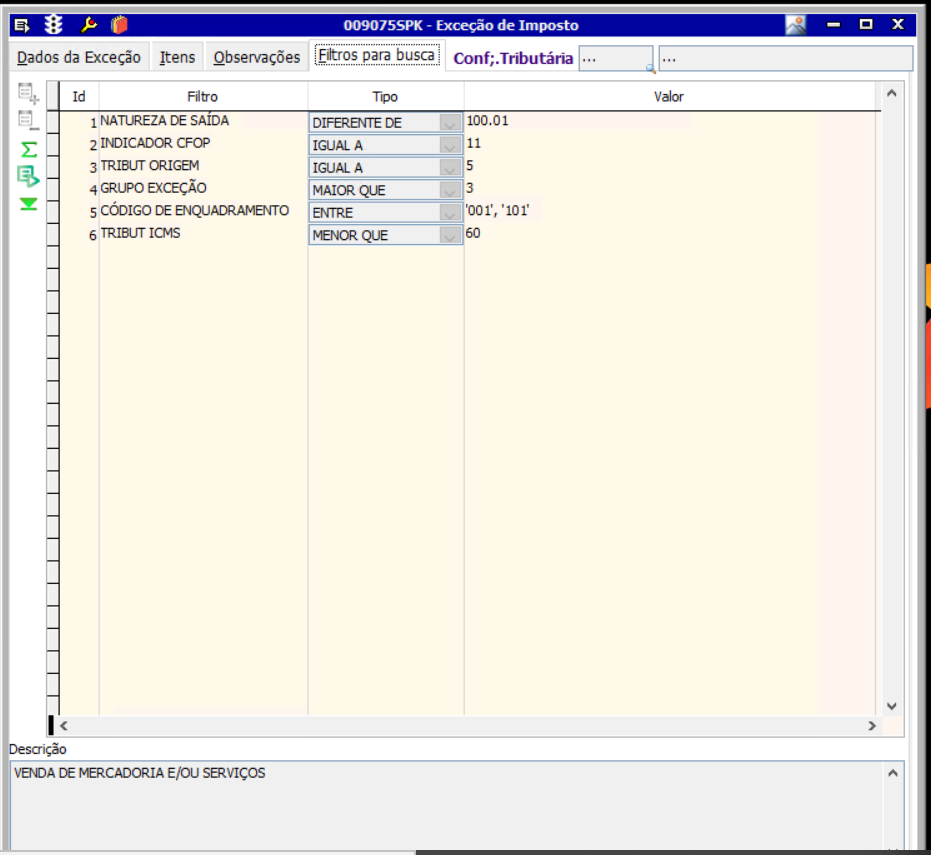 009075SPK - Exceção de Imposto
Dados da Exceção Itens Observações Filtros para busca Conf;.Tributária ... ...
Id Filtro Tipo Valor
1 NATUREZA DE SAÍDA DIFERENTE DE 100.01
2 INDICADOR CFOP IGUAL A 11
3 TRIBUT ORIGEM IGUAL A 5
4 GRUPO EXCEÇÃO MAIOR QUE 3
5 CÓDIGO DE ENQUADRAMENTO ENTRE '001', '101'
6 TRIBUT ICMS MENOR QUE 60
Descrição
VENDA DE MERCADORIA E/OU SERVIÇOS